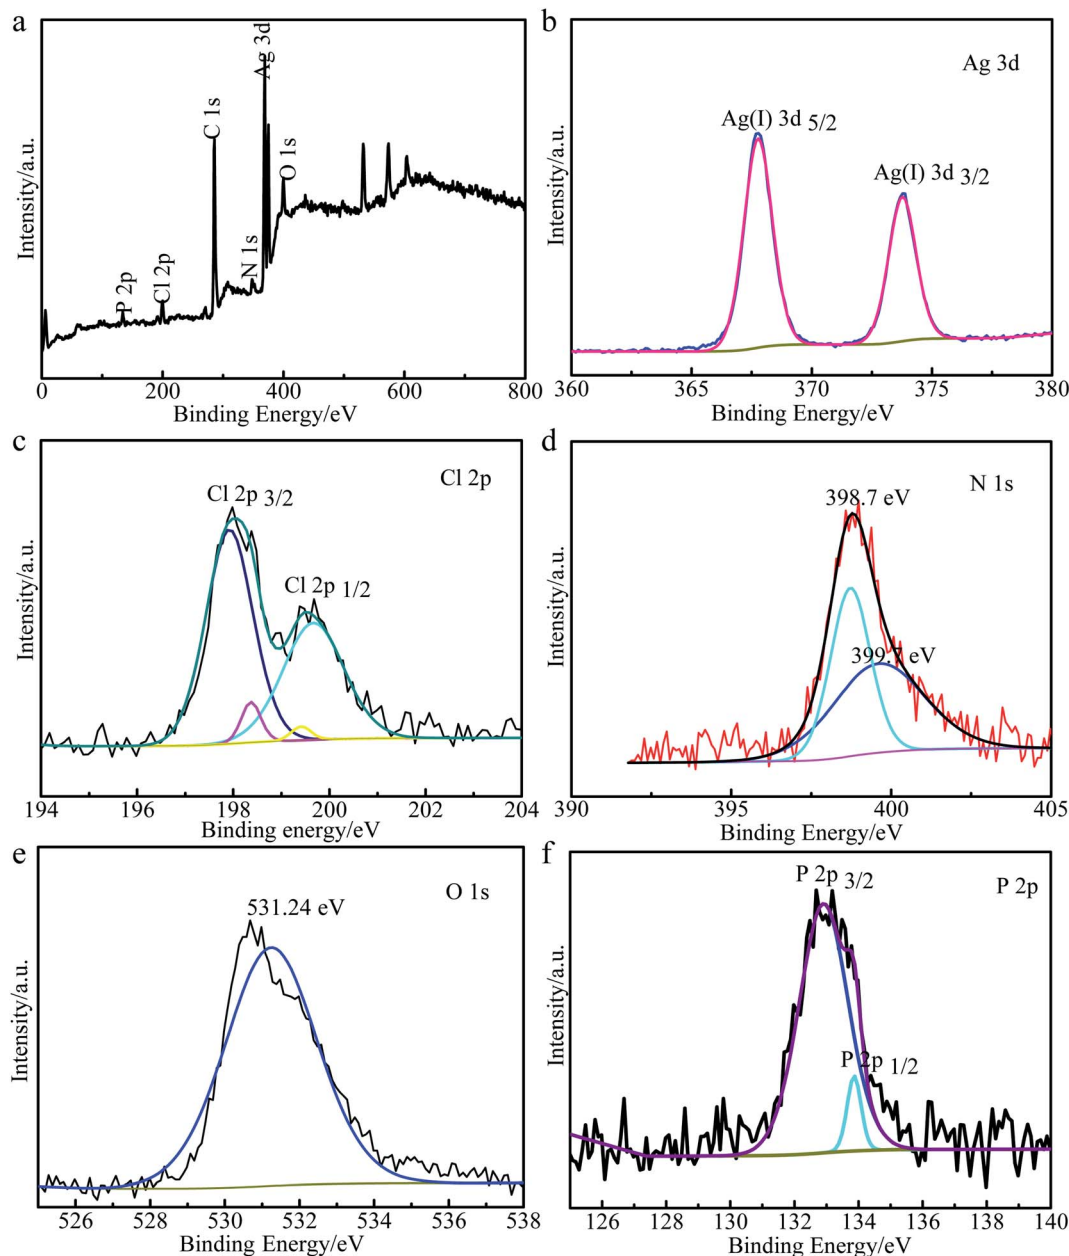 a
Intensity/a.u.
P 2p
Cl 2p
C 1s
N 1s
Ag 3d
O 1s
0 200 400 600 800
Binding Energy/eV
b
Ag 3d
Intensity/a.u.
Ag(I) 3d 5/2
Ag(I) 3d 3/2
360 365 370 375 380
Binding Energy/eV
c
Cl 2p
Intensity/a.u.
Cl 2p 3/2
Cl 2p 1/2
194 196 198 200 202 204
Binding energy/eV
d
N 1s
Intensity/a.u.
398.7 eV
399.7 eV
390 395 400 405
Binding Energy/eV
e
O 1s
Intensity/a.u.
531.24 eV
526 528 530 532 534 536 538
Binding Energy/eV
f
P 2p
Intensity/a.u.
P 2p 3/2
P 2p 1/2
126 128 130 132 134 136 138 140
Binding Energy/eV